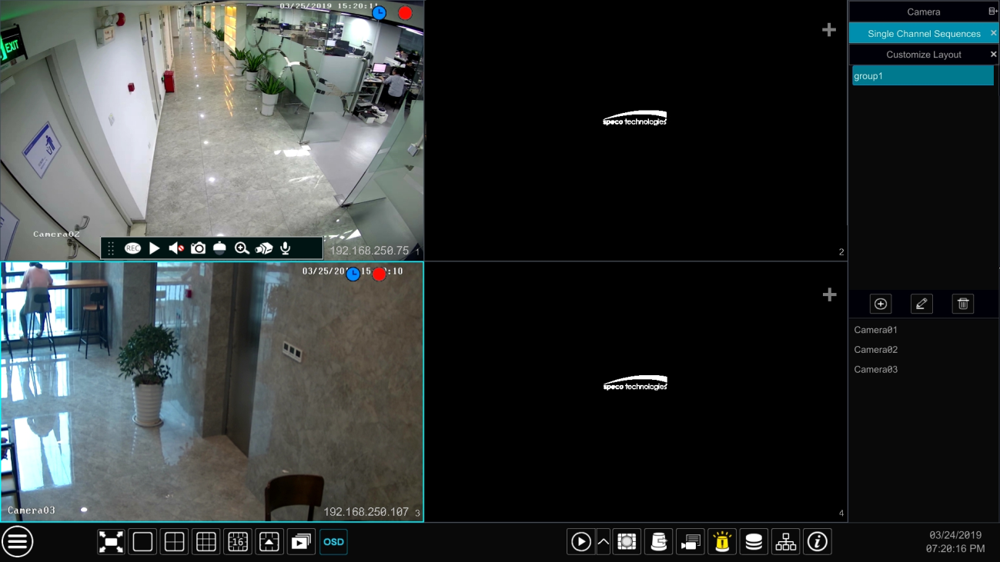 03/25/2019 15:20:11
EXIT
Camera02
REC
192.168.250.75
1
speco technologies
2
03/25/20
15
0:10
Camera03
192.168.250.107
3
speco technologies
4
Camera
Single Channel Sequences
Customize Layout
group1
Camera01
Camera02
Camera03
16
OSD
03/24/2019
07:20:16 PM